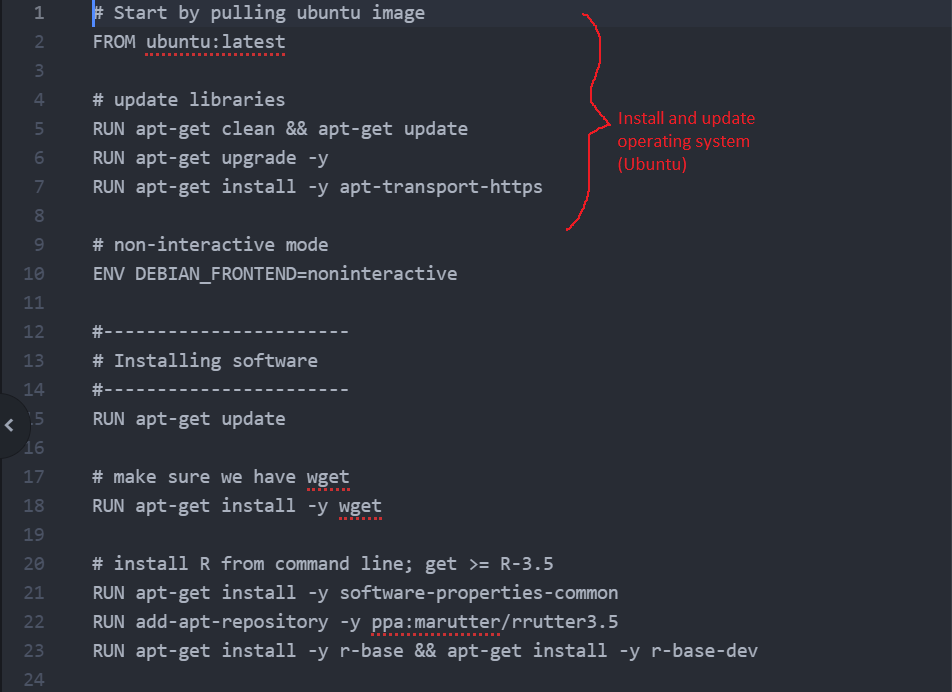 1 # Start by pulling ubuntu image
2 FROM ubuntu:latest
3
4 # update libraries
5 RUN apt-get clean && apt-get update
6 RUN apt-get upgrade -y
7 RUN apt-get install -y apt-transport-https
8
9 # non-interactive mode
10 ENV DEBIAN_FRONTEND=noninteractive
11
12 #-----------------------
13 # Installing software
14 #-----------------------
15 RUN apt-get update
16
17 # make sure we have wget
18 RUN apt-get install -y wget
19
20 # install R from command line; get >= R-3.5
21 RUN apt-get install -y software-properties-common
22 RUN add-apt-repository -y ppa:marutter/rrutter3.5
23 RUN apt-get install -y r-base && apt-get install -y r-base-dev
24
Install and update
operating system
(Ubuntu)